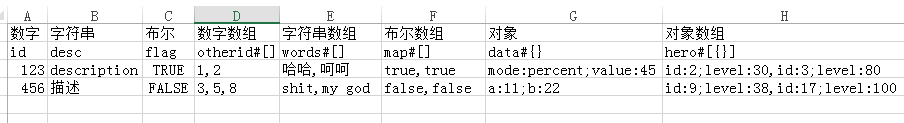 A B C D E F G H
数字 字符串 布尔 数字数组 字符串数组 布尔数组 对象 对象数组
id desc flag otherid#[] words#[] map#[] data#{} hero#[{}]
123 description TRUE 1,2 哈哈,呵呵 true,true mode:percent;value:45 id:2;level:30,id:3;level:80
456 描述 FALSE 3,5,8 shit,my god false,false a:11;b:22 id:9;level:38,id:17;level:100